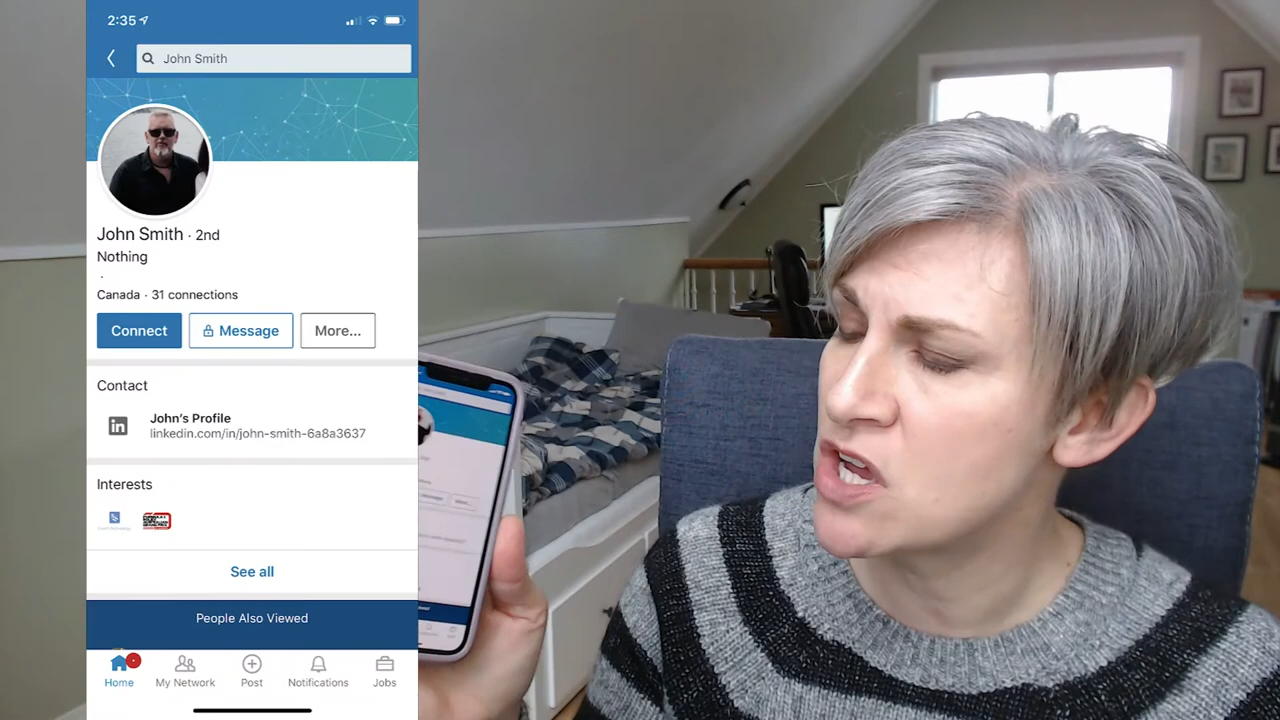 2:35
John Smith
John Smith · 2nd
Nothing
.
Canada · 31 connections
Connect
Message
More...
Contact
John's Profile
linkedin.com/in/john-smith-6a8a3637
Interests
See all
People Also Viewed
Home
My Network
Post
Notifications
Jobs